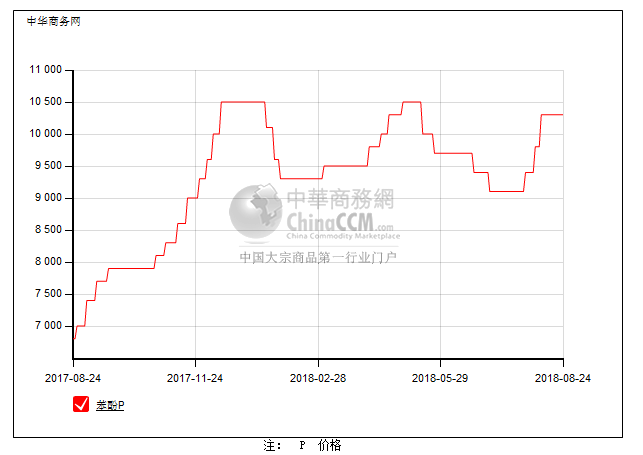 中华商务网
11 000
10 500
10 000
9 500
9 000
8 500
8 000
7 500
7 000
中華商務網
ChinaCCM.com
China Commodity Marketplace
中国大宗商品第一行业门户
2017-08-24 2017-11-24 2018-02-28 2018-05-29 2018-08-24
苯酚P
注： P 价格